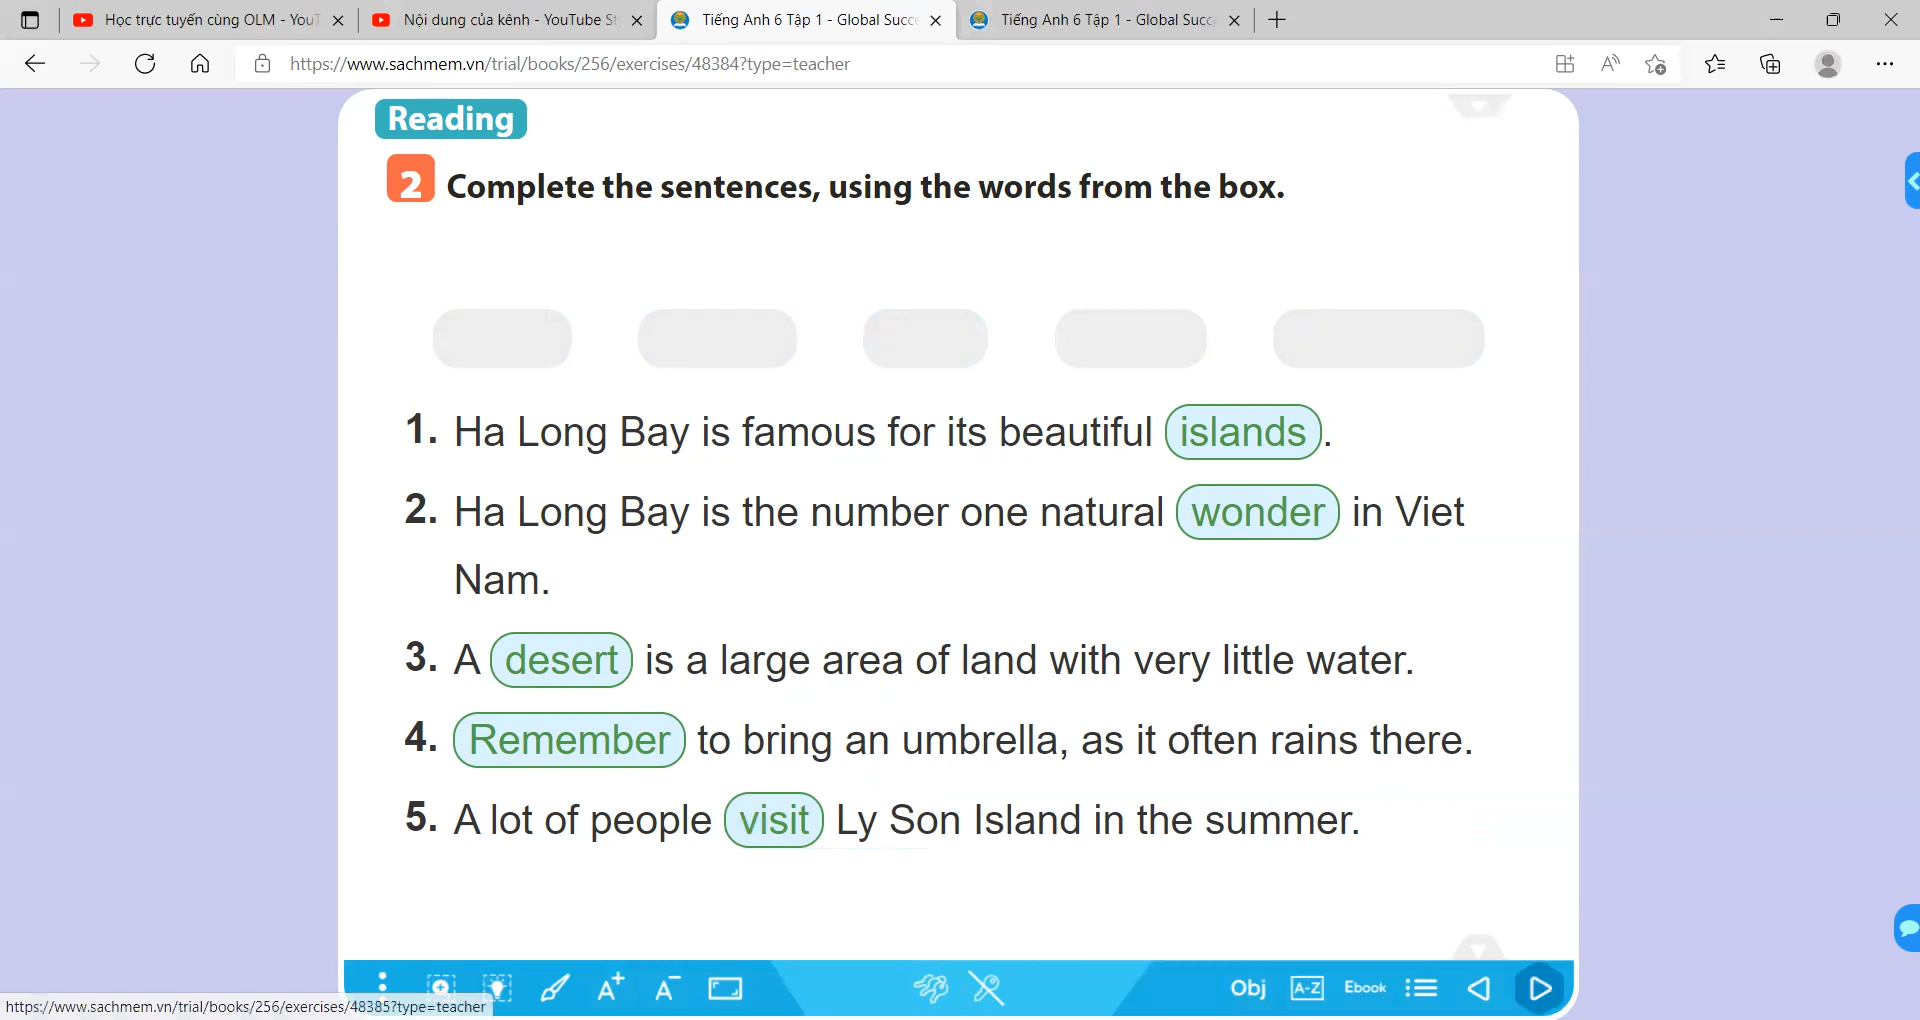 Học trực tuyến cùng OLM - YouT
Nội dung của kênh - YouTube St
Tiếng Anh 6 Tập 1 - Global Succe
Tiếng Anh 6 Tập 1 - Global Succe
https://www.sachmem.vn/trial/books/256/exercises/48384?type=teacher
Reading
2 Complete the sentences, using the words from the box.
1. Ha Long Bay is famous for its beautiful islands.
2. Ha Long Bay is the number one natural wonder in Viet
Nam.
3. A desert is a large area of land with very little water.
4. Remember to bring an umbrella, as it often rains there.
5. A lot of people visit Ly Son Island in the summer.
A+ A- Obj A-Z Ebook
https://www.sachmem.vn/trial/books/256/exercises/48385?type=teacher